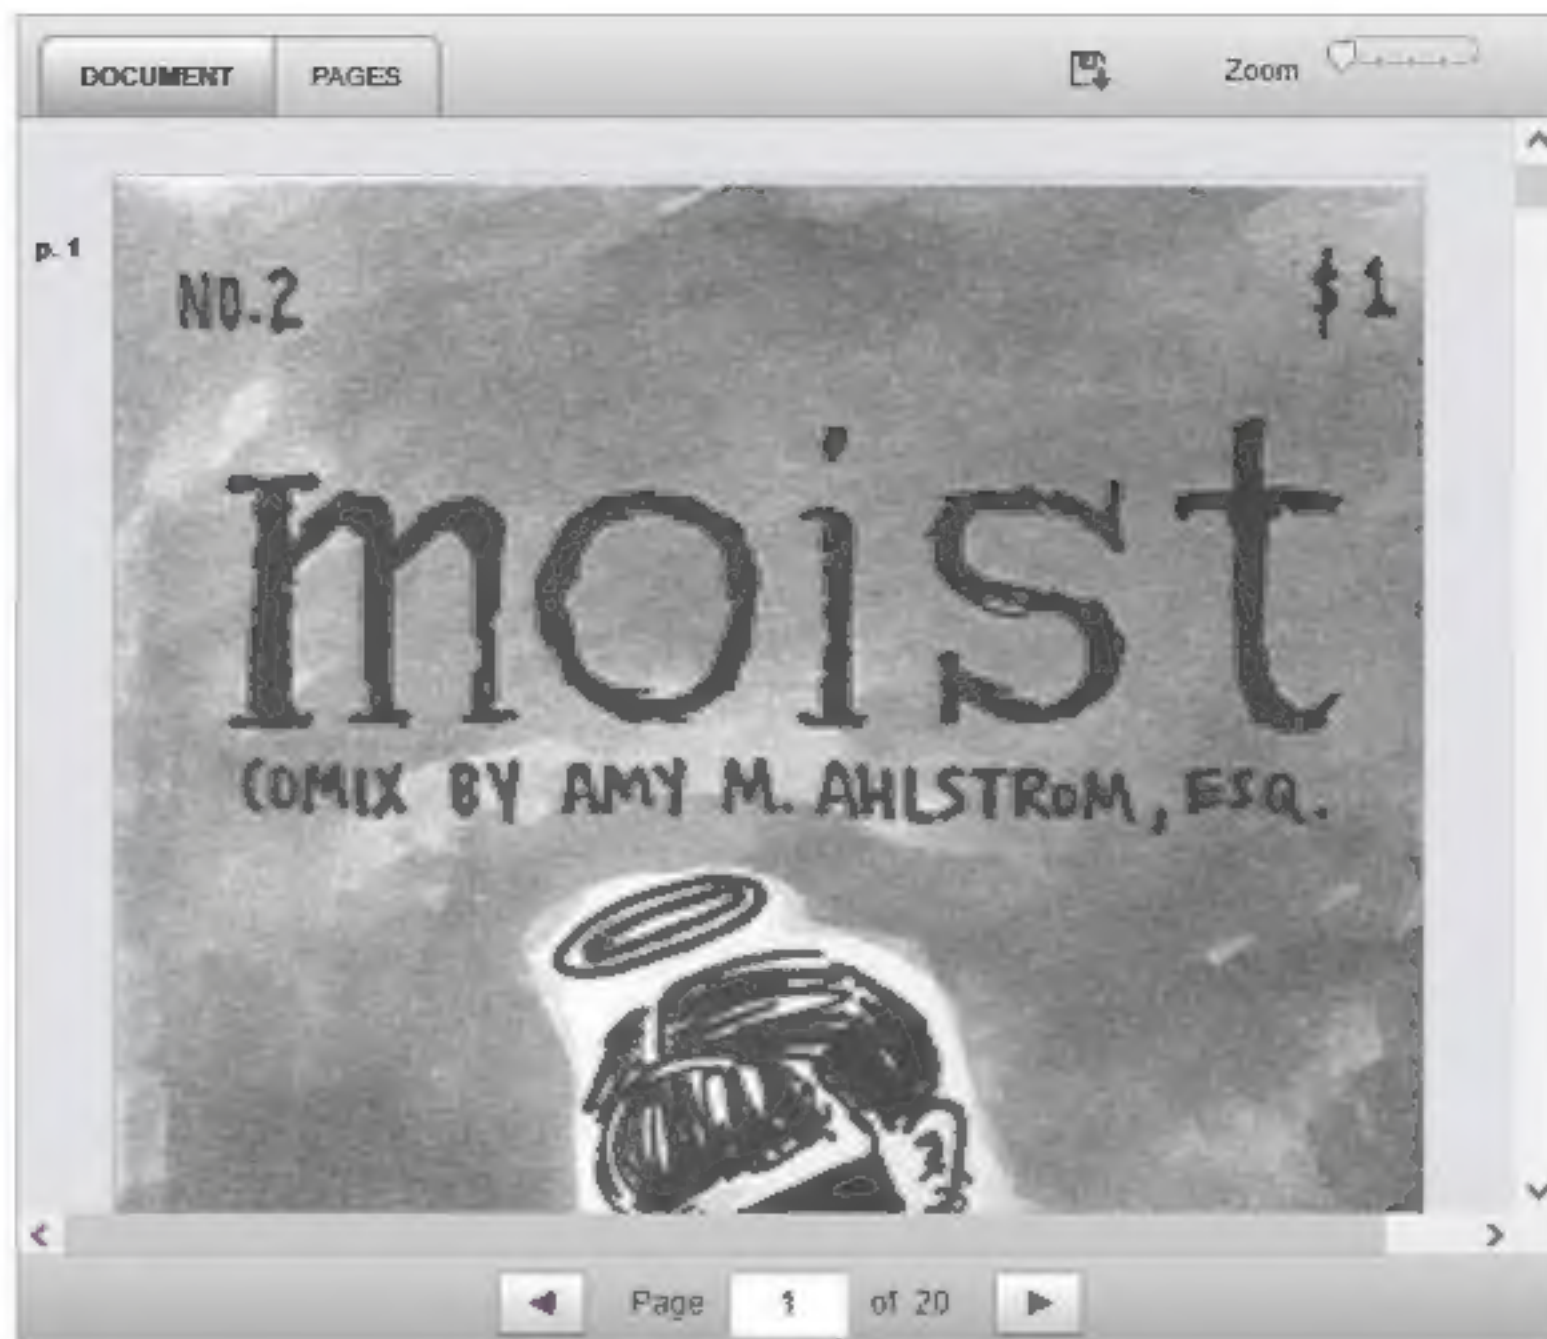 DOCUMENT PAGES Zoom
p. 1
NO.2 $1
moist
COMIX BY AMY M. AHLSTROM, ESQ.
Page 1 of 20